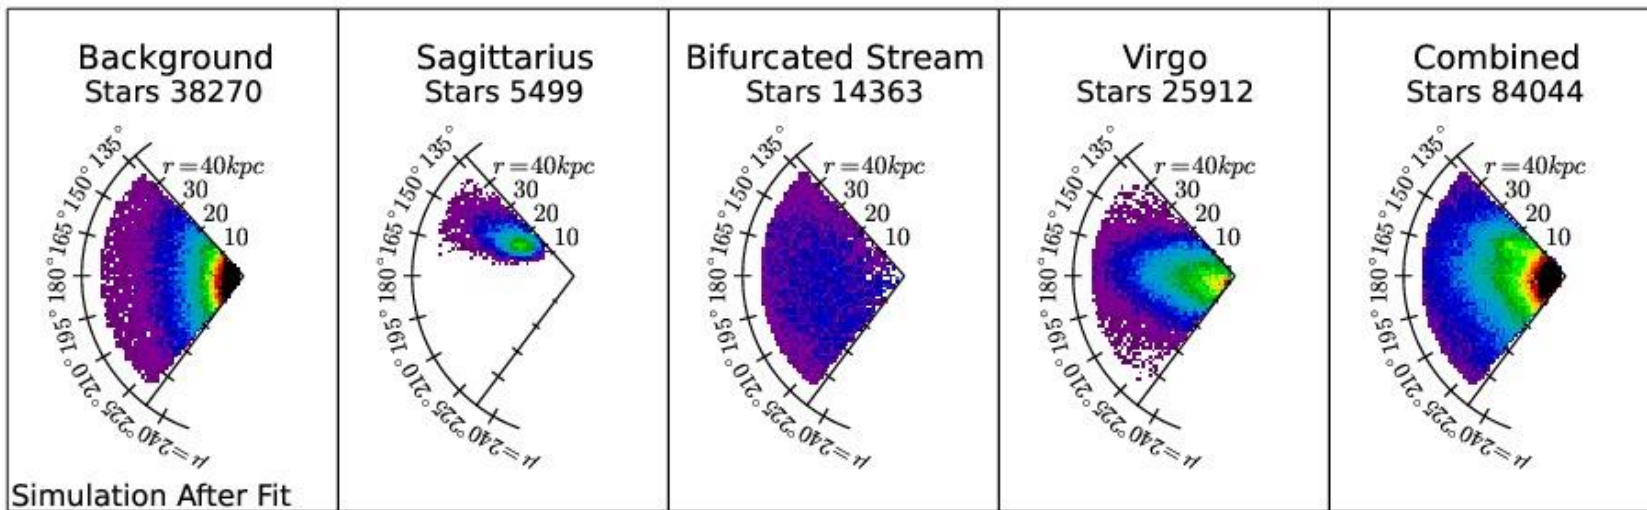 Background
Stars 38270
135°
150°
165°
180°
195°
210°
225°
μ=240°
r=40kpc
30
20
10
Simulation After Fit
Sagittarius
Stars 5499
135°
150°
165°
180°
195°
210°
225°
μ=240°
r=40kpc
30
20
10
Bifurcated Stream
Stars 14363
135°
150°
165°
180°
195°
210°
225°
μ=240°
r=40kpc
30
20
10
Virgo
Stars 25912
135°
150°
165°
180°
195°
210°
225°
μ=240°
r=40kpc
30
20
10
Combined
Stars 84044
135°
150°
165°
180°
195°
210°
225°
μ=240°
r=40kpc
30
20
10